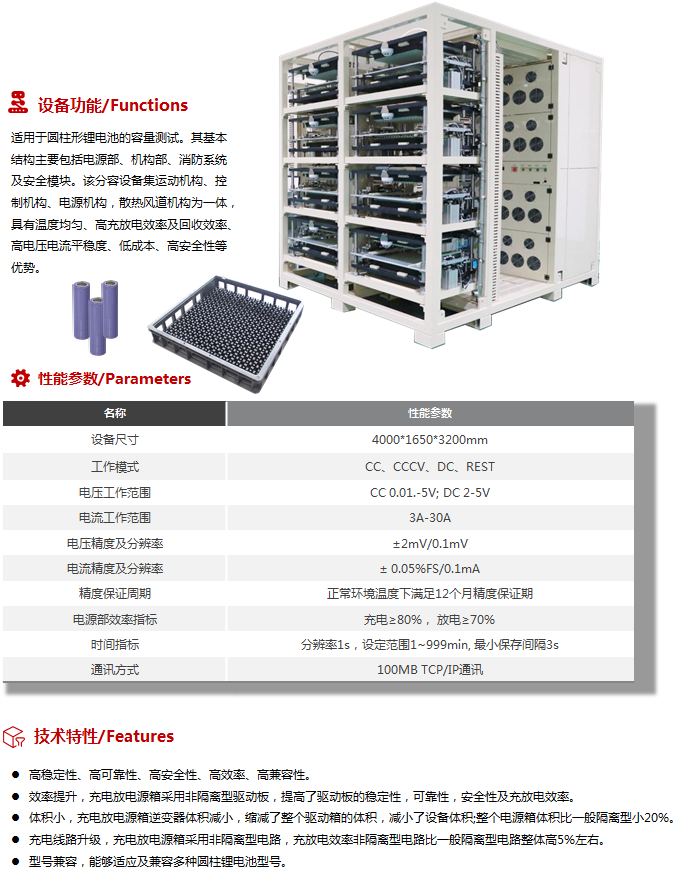 设备功能/Functions
适用于圆柱形锂电池的容量测试。其基本
结构主要包括电源部、机构部、消防系统
及安全模块。该分容设备集运动机构、控
制机构、电源机构，散热风道机构为一体，
具有温度均匀、高充放电效率及回收效率、
高电压电流平稳度、低成本、高安全性等
优势。
性能参数/Parameters
名称 性能参数
设备尺寸 4000*1650*3200mm
工作模式 CC、CCCV、DC、REST
电压工作范围 CC 0.01.-5V; DC 2-5V
电流工作范围 3A-30A
电压精度及分辨率 ±2mV/0.1mV
电流精度及分辨率 ± 0.05%FS/0.1mA
精度保证周期 正常环境温度下满足12个月精度保证期
电源部效率指标 充电≥80% ，放电≥70%
时间指标 分辨率1s，设定范围1~999min, 最小保存间隔3s
通讯方式 100MB TCP/IP通讯
技术特性/Features
● 高稳定性、高可靠性、高安全性、高效率、高兼容性。
● 效率提升，充电放电源箱采用非隔离型驱动板，提高了驱动板的稳定性，可靠性，安全性及充放电效率。
● 体积小，充电放电源箱逆变器体积减小，缩减了整个驱动箱的体积，减小了设备体积;整个电源箱体积比一般隔离型小20%。
● 充电线路升级，充电放电源箱采用非隔离型电路，充放电效率非隔离型电路比一般隔离型电路整体高5%左右。
● 型号兼容，能够适应及兼容多种圆柱锂电池型号。